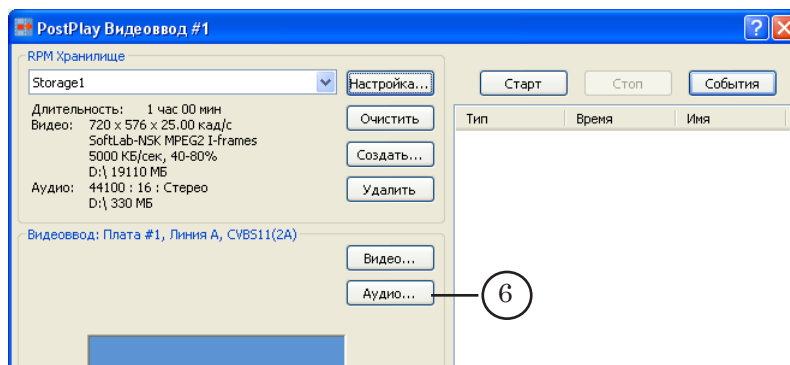 PostPlay Видеоввод #1
RPM Хранилище
Storage1
Настройка...
Длительность: 1 час 00 мин
Видео: 720 x 576 x 25.00 кад/с
SoftLab-NSK MPEG2 I-frames
5000 КБ/сек, 40-80%
D:\ 19110 МБ
Аудио: 44100 : 16 : Стерео
D:\ 330 МБ
Очистить
Создать...
Удалить
Старт
Стоп
События
Тип Время Имя
Видеоввод: Плата #1, Линия A, CVBS11(2A)
Видео...
Аудио...
6